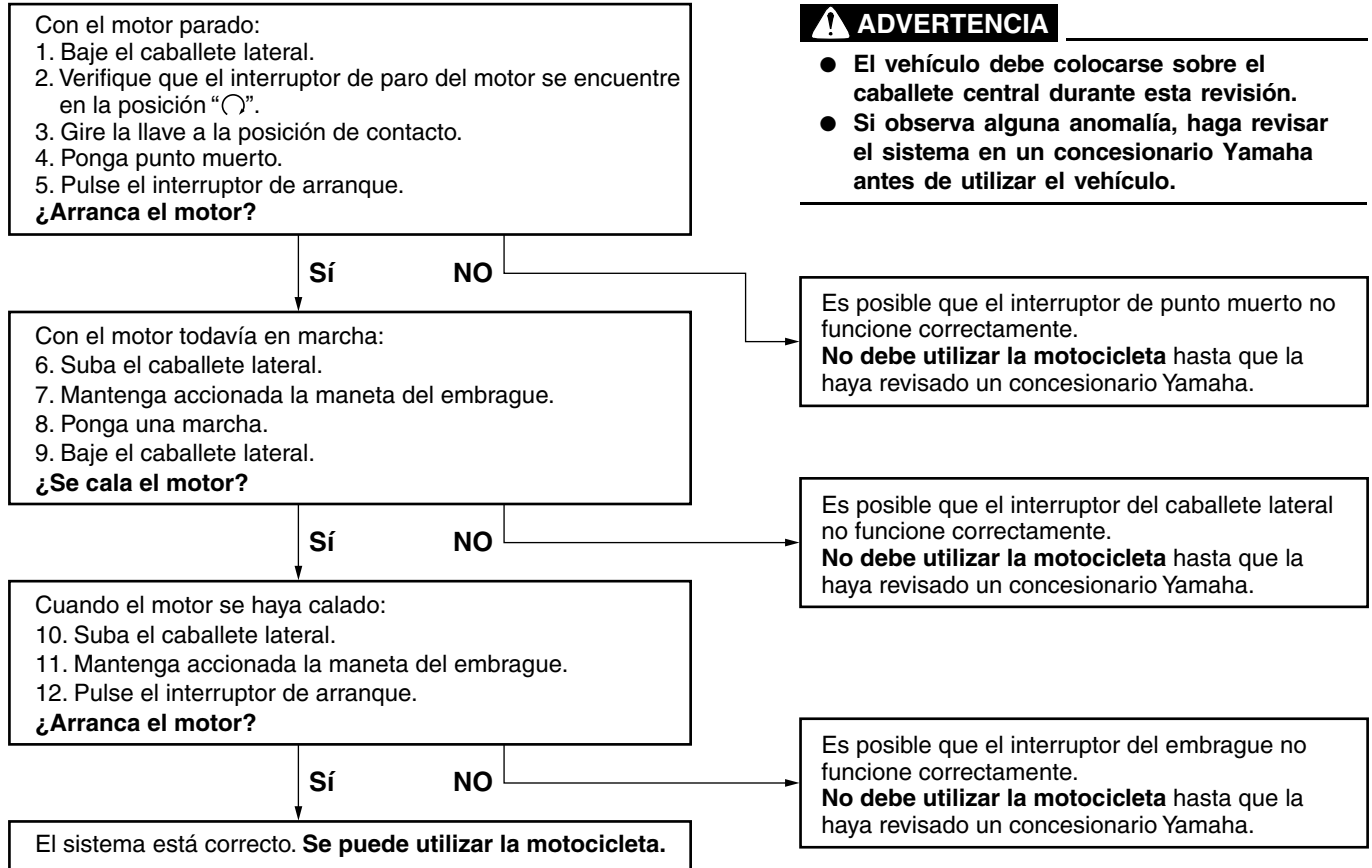 Con el motor parado:
1. Baje el caballete lateral.
2. Verifique que el interruptor de paro del motor se encuentre
en la posición “○”.
3. Gire la llave a la posición de contacto.
4. Ponga punto muerto.
5. Pulse el interruptor de arranque.
¿Arranca el motor?
ADVERTENCIA
● El vehículo debe colocarse sobre el
caballete central durante esta revisión.
● Si observa alguna anomalía, haga revisar
el sistema en un concesionario Yamaha
antes de utilizar el vehículo.
Sí NO
Es posible que el interruptor de punto muerto no
funcione correctamente.
No debe utilizar la motocicleta hasta que la
haya revisado un concesionario Yamaha.
Con el motor todavía en marcha:
6. Suba el caballete lateral.
7. Mantenga accionada la maneta del embrague.
8. Ponga una marcha.
9. Baje el caballete lateral.
¿Se cala el motor?
Sí NO
Es posible que el interruptor del caballete lateral
no funcione correctamente.
No debe utilizar la motocicleta hasta que la
haya revisado un concesionario Yamaha.
Cuando el motor se haya calado:
10. Suba el caballete lateral.
11. Mantenga accionada la maneta del embrague.
12. Pulse el interruptor de arranque.
¿Arranca el motor?
Sí NO
Es posible que el interruptor del embrague no
funcione correctamente.
No debe utilizar la motocicleta hasta que la
haya revisado un concesionario Yamaha.
El sistema está correcto. Se puede utilizar la motocicleta.